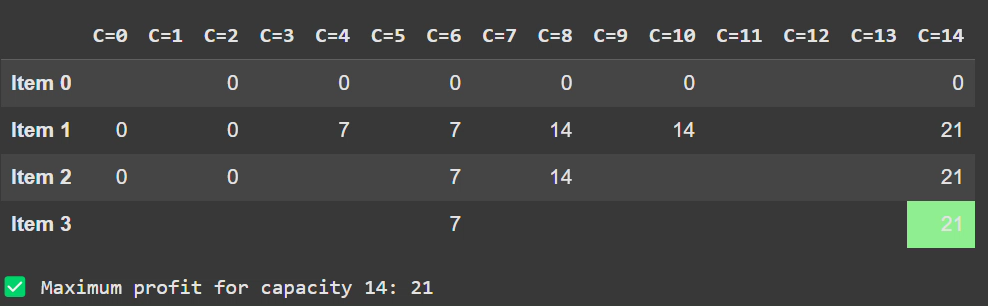 C=0 C=1 C=2 C=3 C=4 C=5 C=6 C=7 C=8 C=9 C=10 C=11 C=12 C=13 C=14
Item 0 0 0 0 0 0 0
Item 1 0 0 7 7 14 14 21
Item 2 0 0 7 14 21
Item 3 7 21
✅ Maximum profit for capacity 14: 21